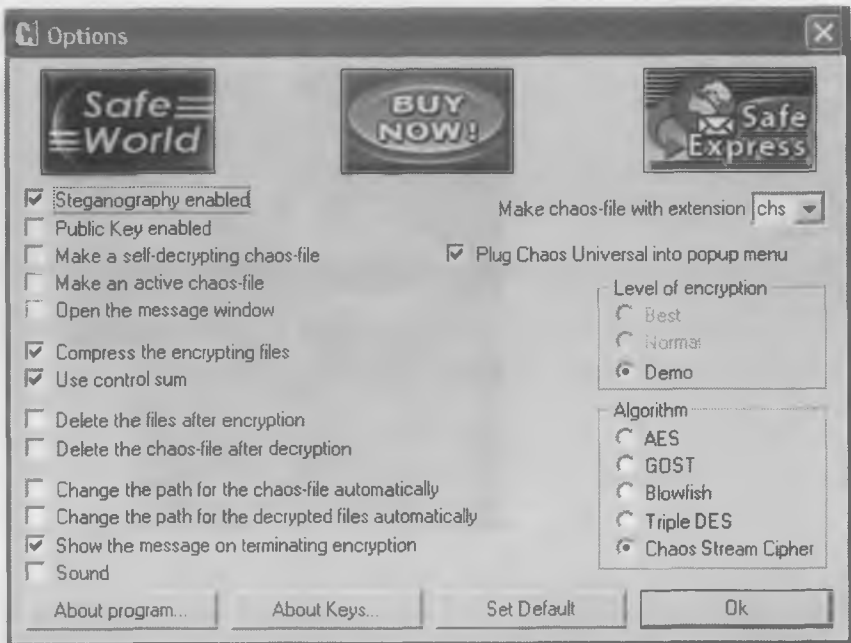 Options
Safe
World
BUY
NOW!
Safe
Express
Steganography enabled
Public Key enabled
Make a self-decrypting chaos-file
Make an active chaos-file
Open the message window
Compress the encrypting files
Use control sum
Delete the files after encryption
Delete the chaos-file after decryption
Change the path for the chaos-file automatically
Change the path for the decrypted files automatically
Show the message on terminating encryption
Sound
Make chaos-file with extension chs
Plug Chaos Universal into popup menu
Level of encryption
Best
Normal
Demo
Algorithm
AES
GOST
Blowfish
Triple DES
Chaos Stream Cipher
About program...
About Keys...
Set Default
Ok